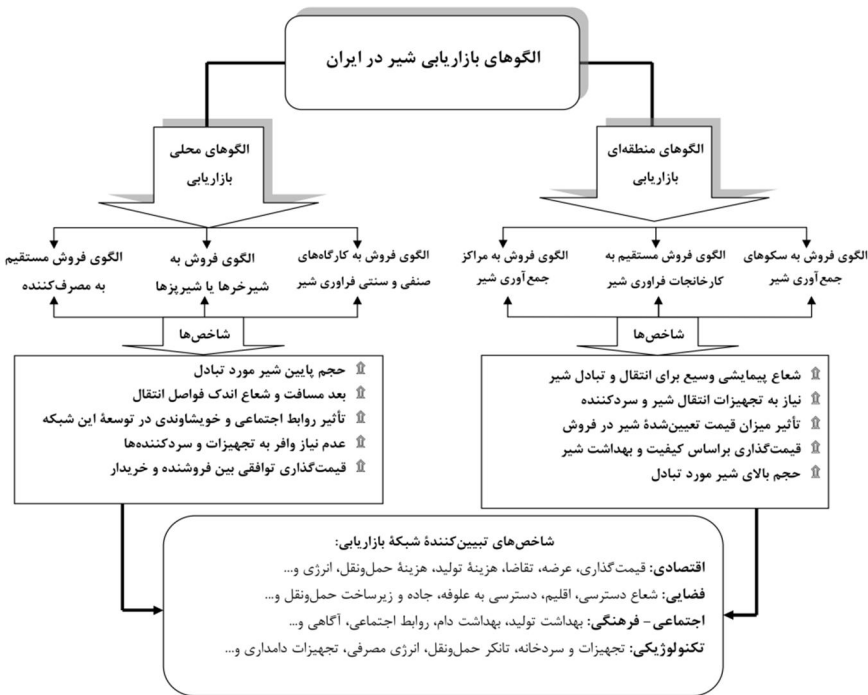 الگوهای بازاریابی شیر در ایران
الگوهای منطقه‌ای
بازاریابی
الگوهای محلی
بازاریابی
الگوی فروش به سکوهای
جمع‌آوری شیر
الگوی فروش مستقیم به
کارخانجات فراوری شیر
الگوی فروش به مراکز
جمع‌آوری شیر
الگوی فروش به کارگاه‌های
صنفی و سنتی فراوری شیر
الگوی فروش به
شیرخرها یا شیرپزها
الگوی فروش مستقیم
به مصرف‌کننده
شاخص‌ها
شعاع پیمایشی وسیع برای انتقال و تبادل شیر
نیاز به تجهیزات انتقال شیر و سردکننده
تأثیر میزان قیمت تعیین‌شدۀ شیر در فروش
قیمت‌گذاری براساس کیفیت و بهداشت شیر
حجم بالای شیر مورد تبادل
شاخص‌ها
حجم پایین شیر مورد تبادل
بعد مسافت و شعاع اندک فواصل انتقال
تأثیر روابط اجتماعی و خویشاوندی در توسعۀ این شبکه
عدم نیاز وافر به تجهیزات و سردکننده‌ها
قیمت‌گذاری توافقی بین فروشنده و خریدار
شاخص‌های تبیین‌کنندۀ شبکۀ بازاریابی:
اقتصادی: قیمت‌گذاری، عرضه، تقاضا، هزینۀ تولید، هزینۀ حمل‌ونقل، انرژی و...
فضایی: شعاع دسترسی، اقلیم، دسترسی به علوفه، جاده و زیرساخت حمل‌ونقل و...
اجتماعی – فرهنگی: بهداشت تولید، بهداشت دام، روابط اجتماعی، آگاهی و...
تکنولوژیکی: تجهیزات و سردخانه، تانکر حمل‌ونقل، انرژی مصرفی، تجهیزات دامداری و...